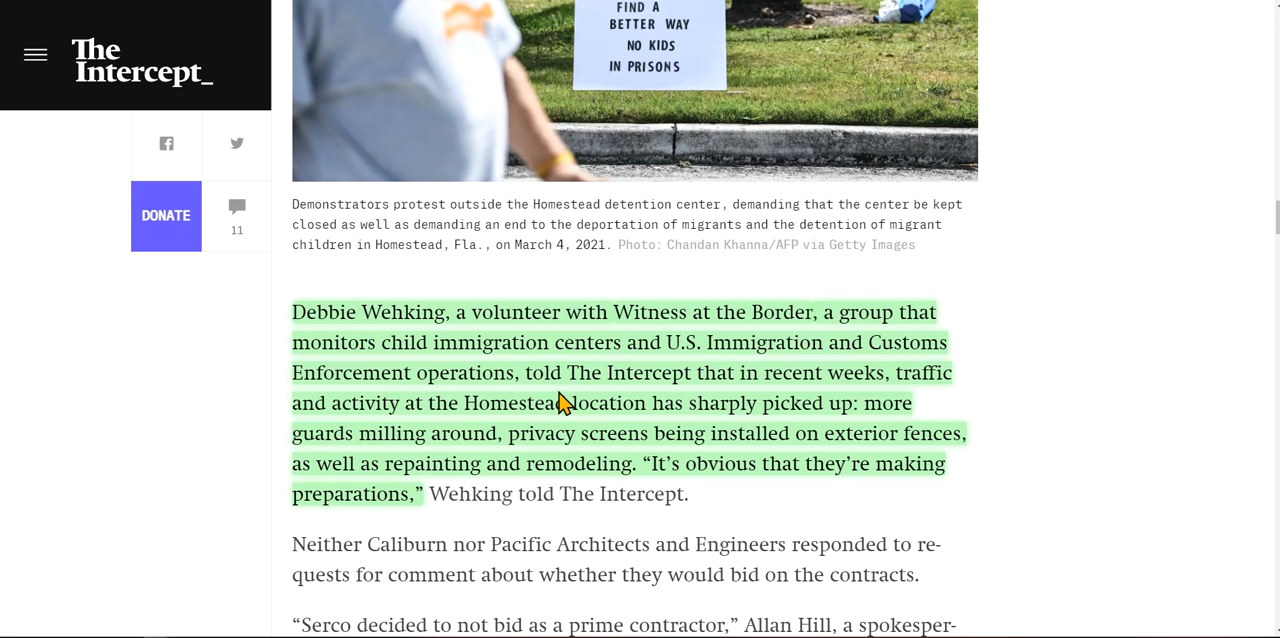 FIND A
BETTER WAY
NO KIDS
IN PRISONS
The
Intercept_
DONATE
11
Demonstrators protest outside the Homestead detention center, demanding that the center be kept
closed as well as demanding an end to the deportation of migrants and the detention of migrant
children in Homestead, Fla., on March 4, 2021. Photo: Chandan Khanna/AFP via Getty Images
Debbie Wehking, a volunteer with Witness at the Border, a group that
monitors child immigration centers and U.S. Immigration and Customs
Enforcement operations, told The Intercept that in recent weeks, traffic
and activity at the Homestead location has sharply picked up: more
guards milling around, privacy screens being installed on exterior fences,
as well as repainting and remodeling. “It’s obvious that they’re making
preparations,” Wehking told The Intercept.
Neither Caliburn nor Pacific Architects and Engineers responded to re-
quests for comment about whether they would bid on the contracts.
“Serco decided to not bid as a prime contractor,” Allan Hill, a spokesper-